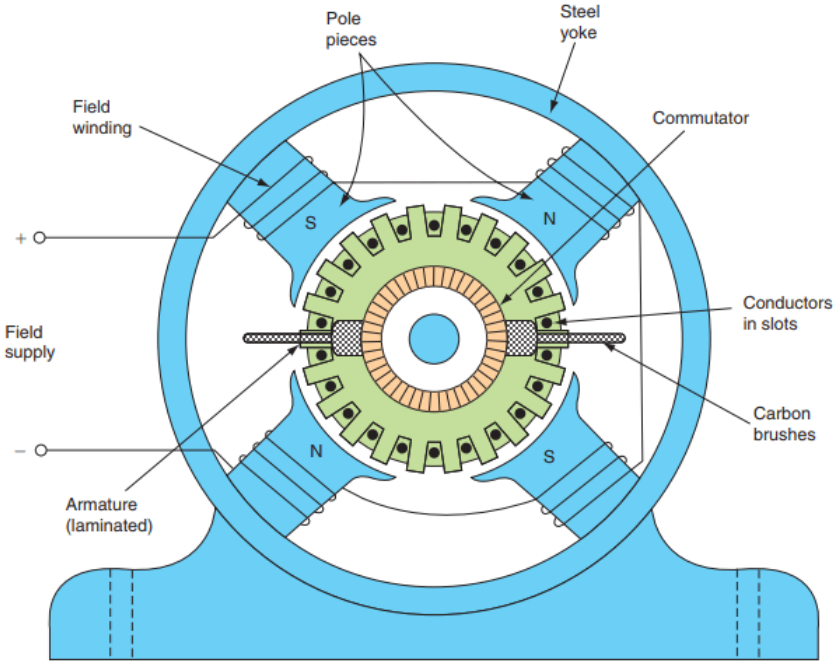 Pole
pieces
Steel
yoke
Field
winding
Commutator
S
N
+
Field
supply
Conductors
in slots
Carbon
brushes
−
N
S
Armature
(laminated)